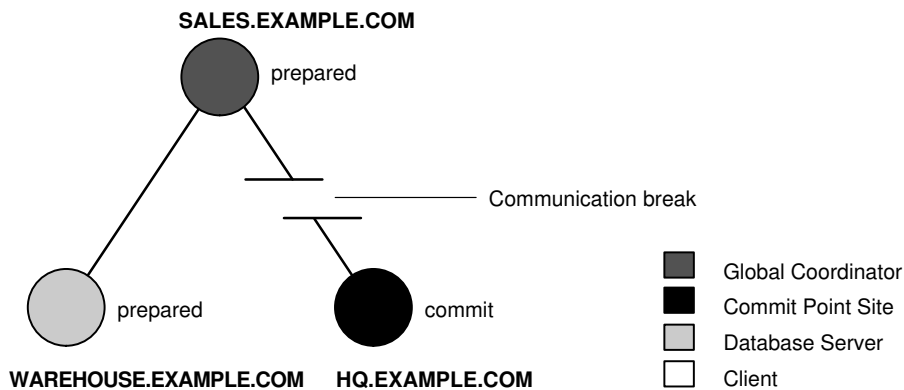 SALES.EXAMPLE.COM
prepared
Communication break
prepared
commit
WAREHOUSE.EXAMPLE.COM
HQ.EXAMPLE.COM
Global Coordinator
Commit Point Site
Database Server
Client